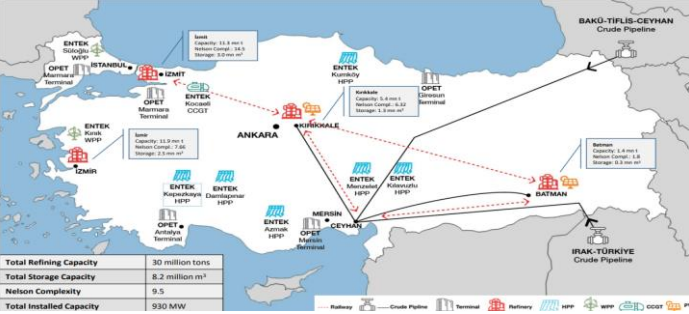 BAKÜ-TİFLİS-CEYHAN
Crude Pipeline
İzmit
Capacity: 11.3 mn t
Nelson Compl.: 14.5
Storage: 3.0 mn m³
ENTEK
Süloğlu
WPP
OPET
Marmara
Terminal
İSTANBUL
İZMİT
OPET
Marmara
Terminal
ENTEK
Kocaeli
CCGT
ENTEK
Kumköy
HPP
OPET
Giresun
Terminal
Kırıkkale
Capacity: 5.4 mn t
Nelson Compl.: 6.32
Storage: 1.3 mn m³
KIRIKKALE
ANKARA
ENTEK
Kınık
WPP
İzmir
Capacity: 11.9 mn t
Nelson Compl.: 7.66
Storage: 2.5 mn m³
İZMİR
Batman
Capacity: 1.4 mn t
Nelson Compl.: 1.8
Storage: 0.3 mn m³
BATMAN
ENTEK
Kepezkaya
HPP
ENTEK
Damlapınar
HPP
ENTEK
Menzelet
HPP
ENTEK
Kılavuzlu
HPP
ENTEK
Azmak
HPP
MERSİN
OPET
Mersin
Terminal
CEYHAN
OPET
Antalya
Terminal
IRAK-TÜRKİYE
Crude Pipeline
Total Refining Capacity 30 million tons
Total Storage Capacity 8.2 million m³
Nelson Complexity 9.5
Total Installed Capacity 930 MW
Railway Crude Pipline Terminal Refinery HPP WPP CCGT